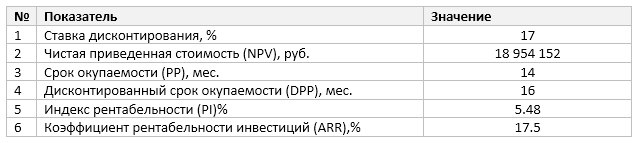 № Показатель Значение
1 Ставка дисконтирования, % 17
2 Чистая приведенная стоимость (NPV), руб. 18 954 152
3 Срок окупаемости (PP), мес. 14
4 Дисконтированный срок окупаемости (DPP), мес. 16
5 Индекс рентабельности (PI)% 5.48
6 Коэффициент рентабельности инвестиций (ARR),% 17.5